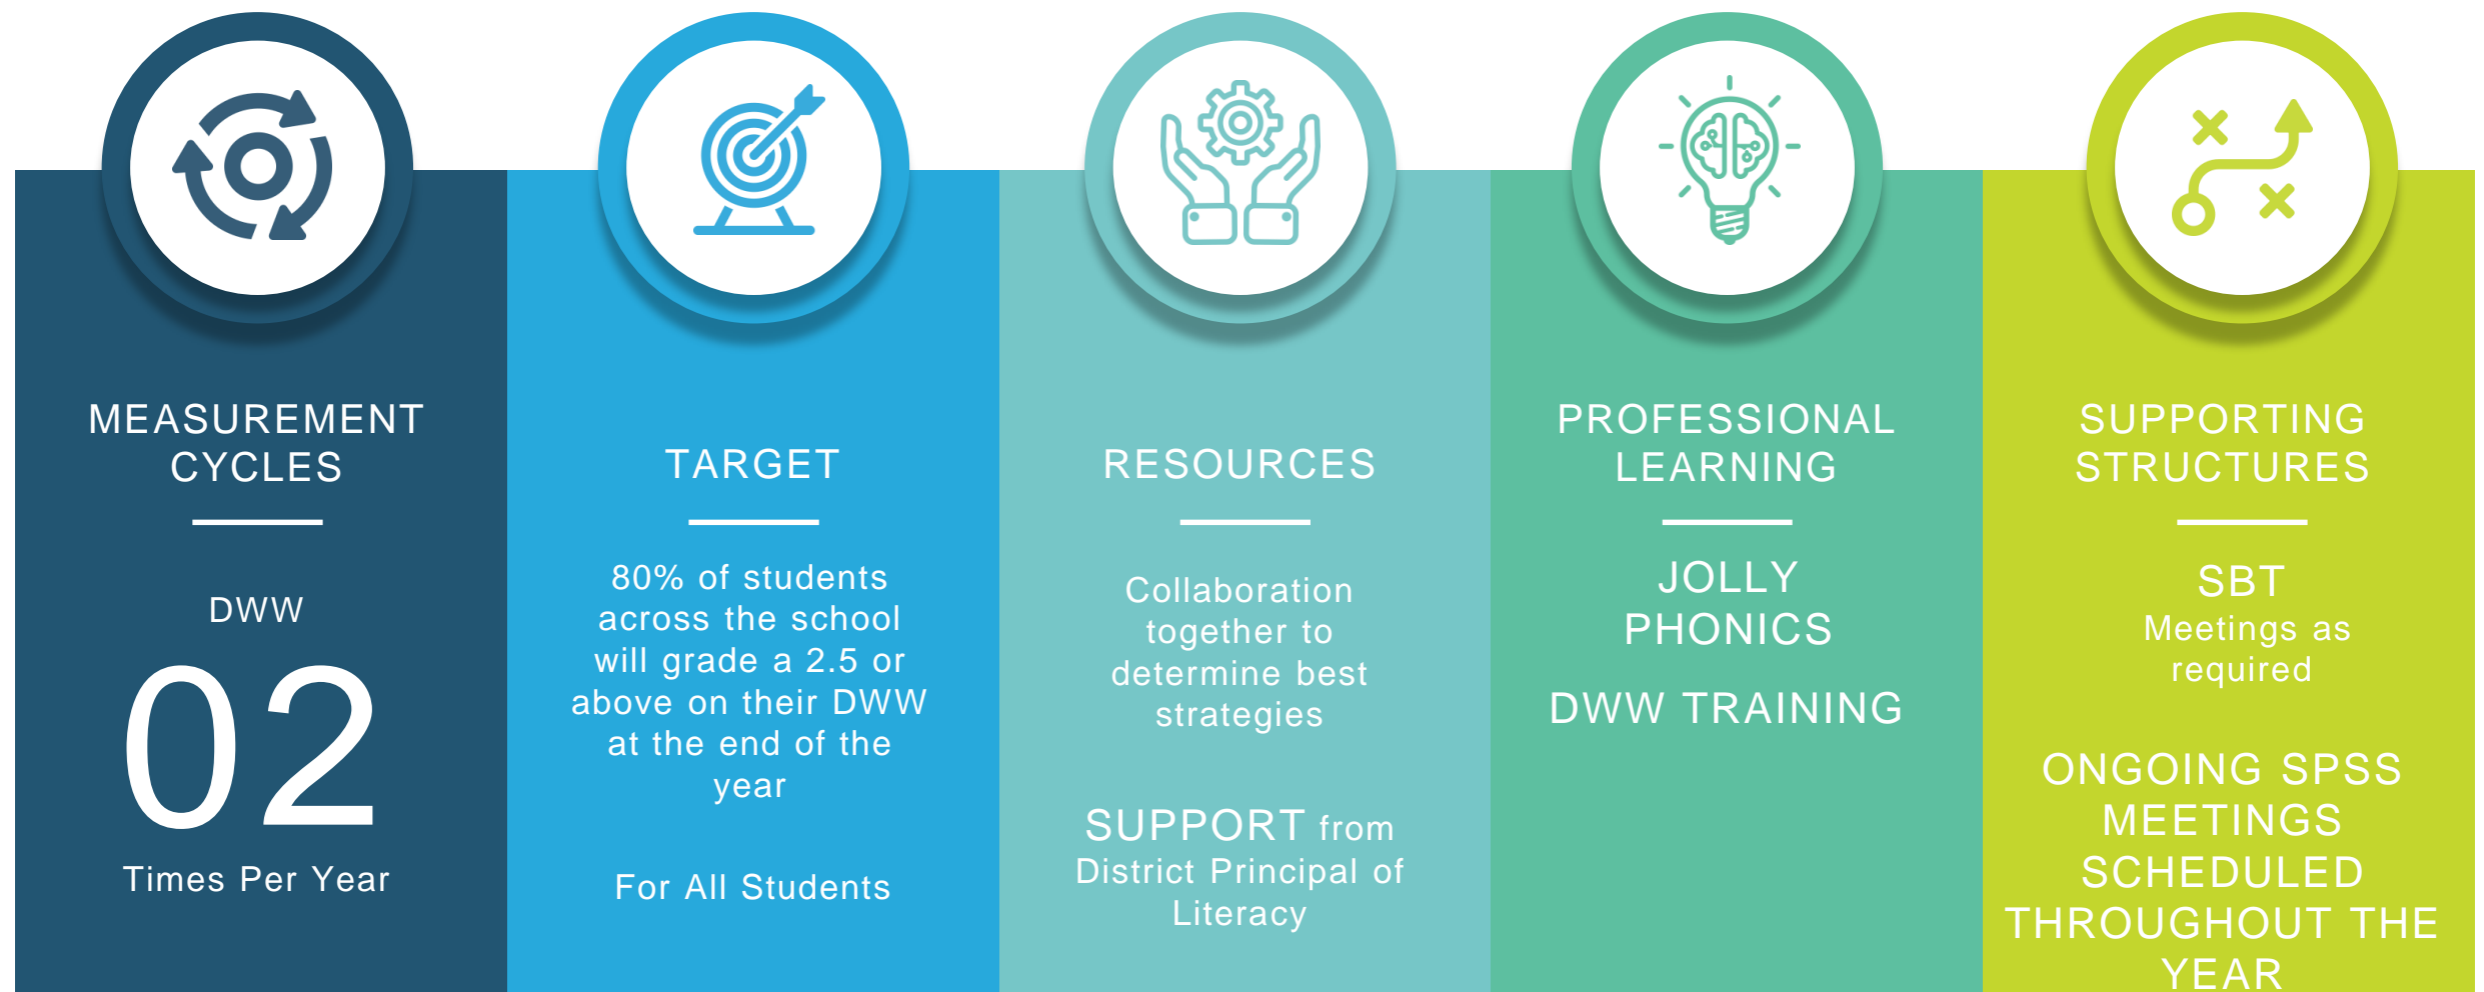 MEASUREMENT
CYCLES
DWW
02
Times Per Year
TARGET
80% of students
across the school
will grade a 2.5 or
above on their DWW
at the end of the
year
For All Students
RESOURCES
Collaboration
together to
determine best
strategies
SUPPORT from
District Principal of
Literacy
PROFESSIONAL
LEARNING
JOLLY
PHONICS
DWW TRAINING
SUPPORTING
STRUCTURES
SBT
Meetings as
required
ONGOING SPSS
MEETINGS
SCHEDULED
THROUGHOUT THE
YEAR